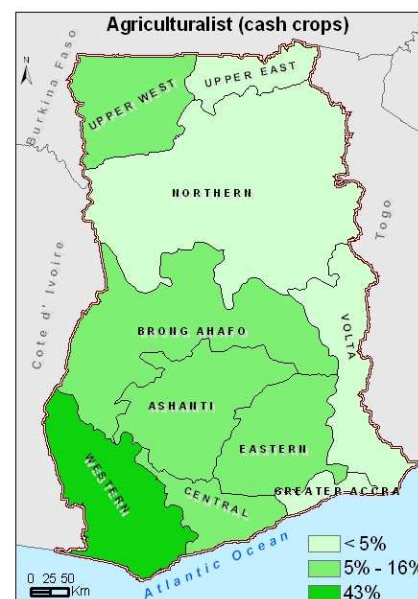 Agriculturalist (cash crops)
N
Burkina Faso
UPPER EAST
UPPER WEST
NORTHERN
Togo
Cote d' Ivoire
VOLTA
BRONG AHAFO
ASHANTI
EASTERN
WESTERN
GREATER ACCRA
CENTRAL
Atlantic Ocean
< 5%
5% - 16%
43%
0 25 50
Km